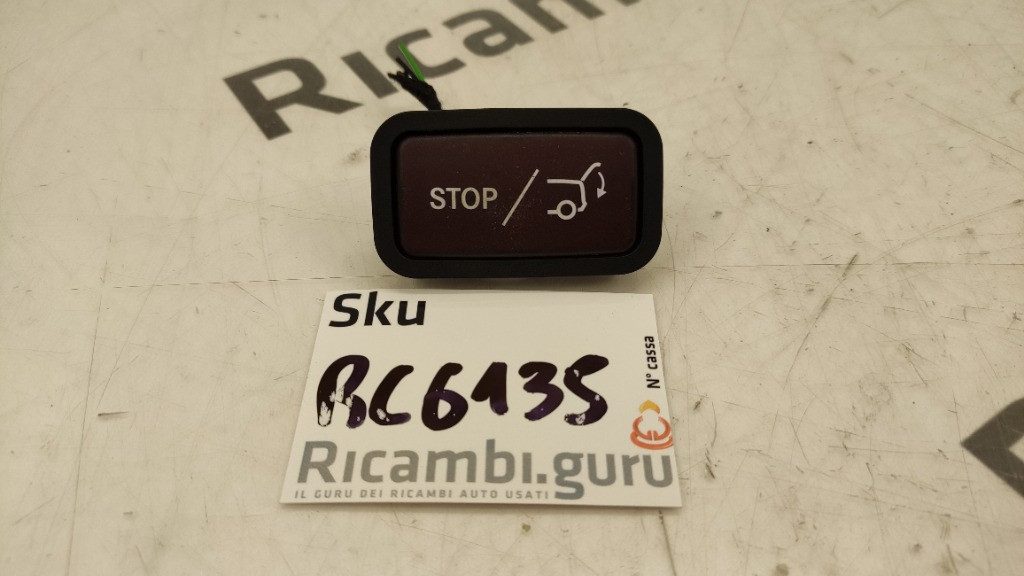 Ricam
STOP
Sku
RC6135
N° cassa
Ricambi.guru
IL GURU DEI RICAMBI AUTO USATI